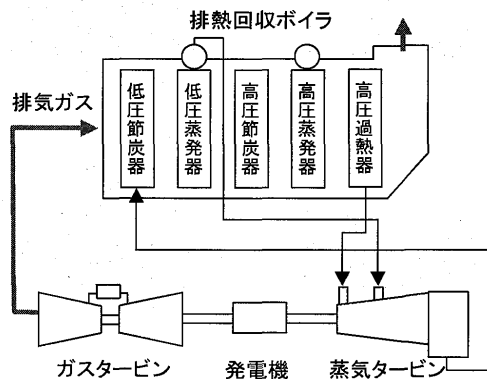 排熱回収ボイラ
排気ガス
低圧節炭器
低圧蒸発器
高圧節炭器
高圧蒸発器
高圧過熱器
ガスタービン
発電機
蒸気タービン